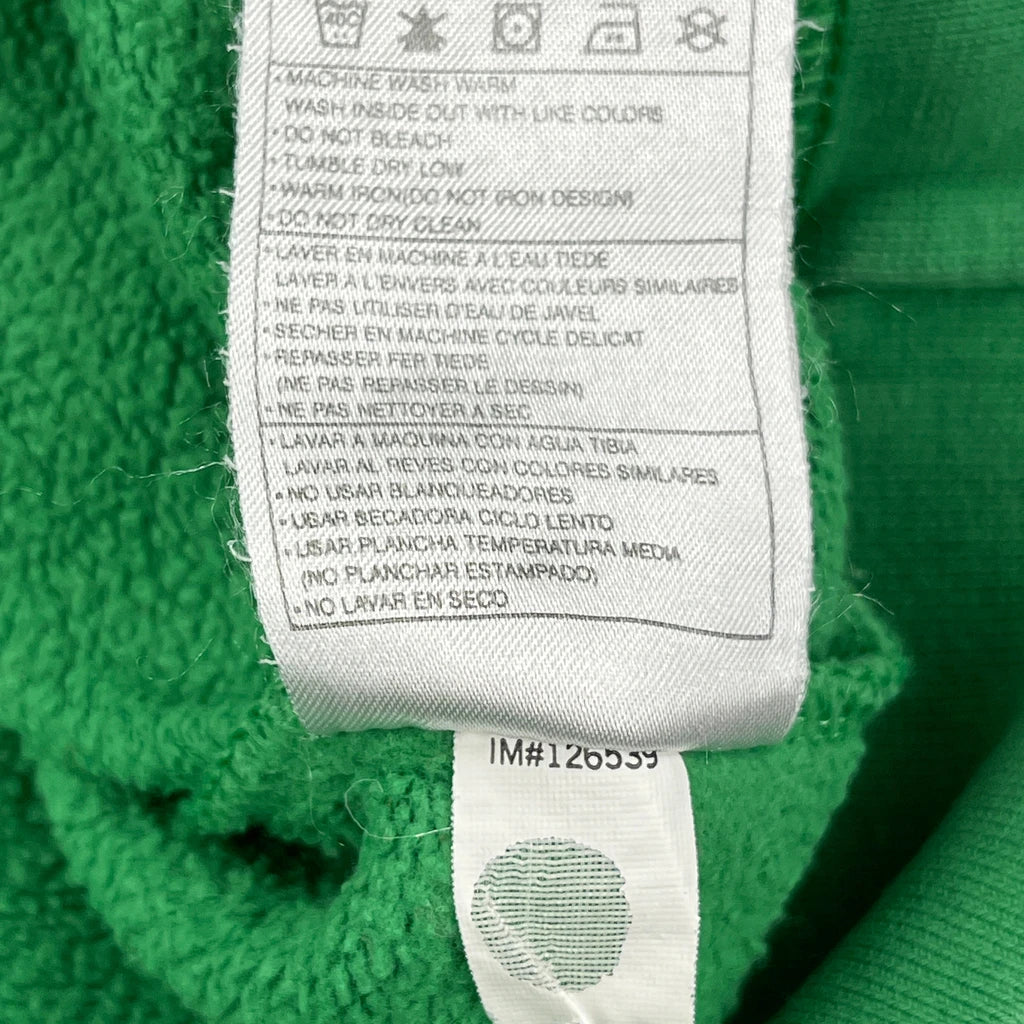 40C
• MACHINE WASH WARM
WASH INSIDE OUT WITH LIKE COLORS
• DO NOT BLEACH
• TUMBLE DRY LOW
• WARM IRON(DO NOT IRON DESIGN)
• DO NOT DRY CLEAN
• LAVER EN MACHINE A L'EAU TIEDE
LAVER A L'ENVERS AVEC COULEURS SIMILAIRES
• NE PAS UTILISER D'EAU DE JAVEL
• SECHER EN MACHINE CYCLE DELICAT
• REPASSER FER TIEDE
(NE PAS REPASSER LE DESSIN)
• NE PAS NETTOYER A SEC
• LAVAR A MAQUINA CON AGUA TIBIA
LAVAR AL REVES CON COLORES SIMILARES
• NO USAR BLANQUEADORES
• USAR SECADORA CICLO LENTO
• USAR PLANCHA TEMPERATURA MEDIA
(NO PLANCHAR ESTAMPADO)
• NO LAVAR EN SECO
IM#126539